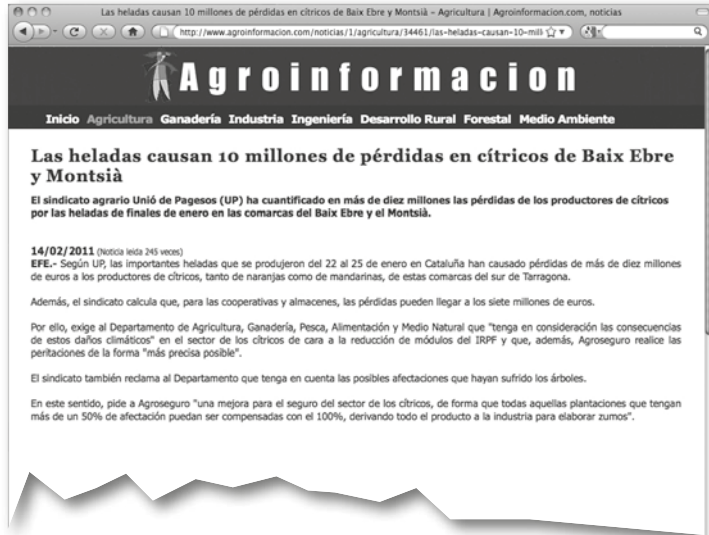 Las heladas causan 10 millones de pérdidas en cítricos de Baix Ebre y Montsià – Agricultura | Agroinformacion.com, noticias
http://www.agroinformacion.com/noticias/1/agricultura/34461/las-heladas-causan-10-mill
Agroinformacion
Inicio Agricultura Ganadería Industria Ingeniería Desarrollo Rural Forestal Medio Ambiente
Las heladas causan 10 millones de pérdidas en cítricos de Baix Ebre
y Montsià
El sindicato agrario Unió de Pagesos (UP) ha cuantificado en más de diez millones las pérdidas de los productores de cítricos
por las heladas de finales de enero en las comarcas del Baix Ebre y el Montsià.
14/02/2011 (Noticia leida 245 veces)
EFE.- Según UP, las importantes heladas que se produjeron del 22 al 25 de enero en Cataluña han causado pérdidas de más de diez millones
de euros a los productores de cítricos, tanto de naranjas como de mandarinas, de estas comarcas del sur de Tarragona.
Además, el sindicato calcula que, para las cooperativas y almacenes, las pérdidas pueden llegar a los siete millones de euros.
Por ello, exige al Departamento de Agricultura, Ganadería, Pesca, Alimentación y Medio Natural que "tenga en consideración las consecuencias
de estos daños climáticos" en el sector de los cítricos de cara a la reducción de módulos del IRPF y que, además, Agroseguro realice las
peritaciones de la forma "más precisa posible".
El sindicato también reclama al Departamento que tenga en cuenta las posibles afectaciones que hayan sufrido los árboles.
En este sentido, pide a Agroseguro "una mejora para el seguro del sector de los cítricos, de forma que todas aquellas plantaciones que tengan
más de un 50% de afectación puedan ser compensadas con el 100%, derivando todo el producto a la industria para elaborar zumos".